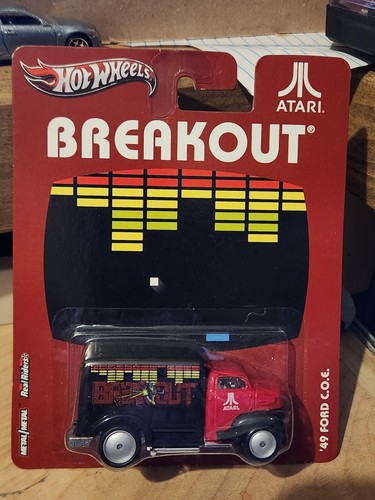 Hot Wheels
ATARI®
BREAKOUT®
BREAKOUT
ATARI
METAL/METAL
Real Riders
'49 FORD C.O.E.